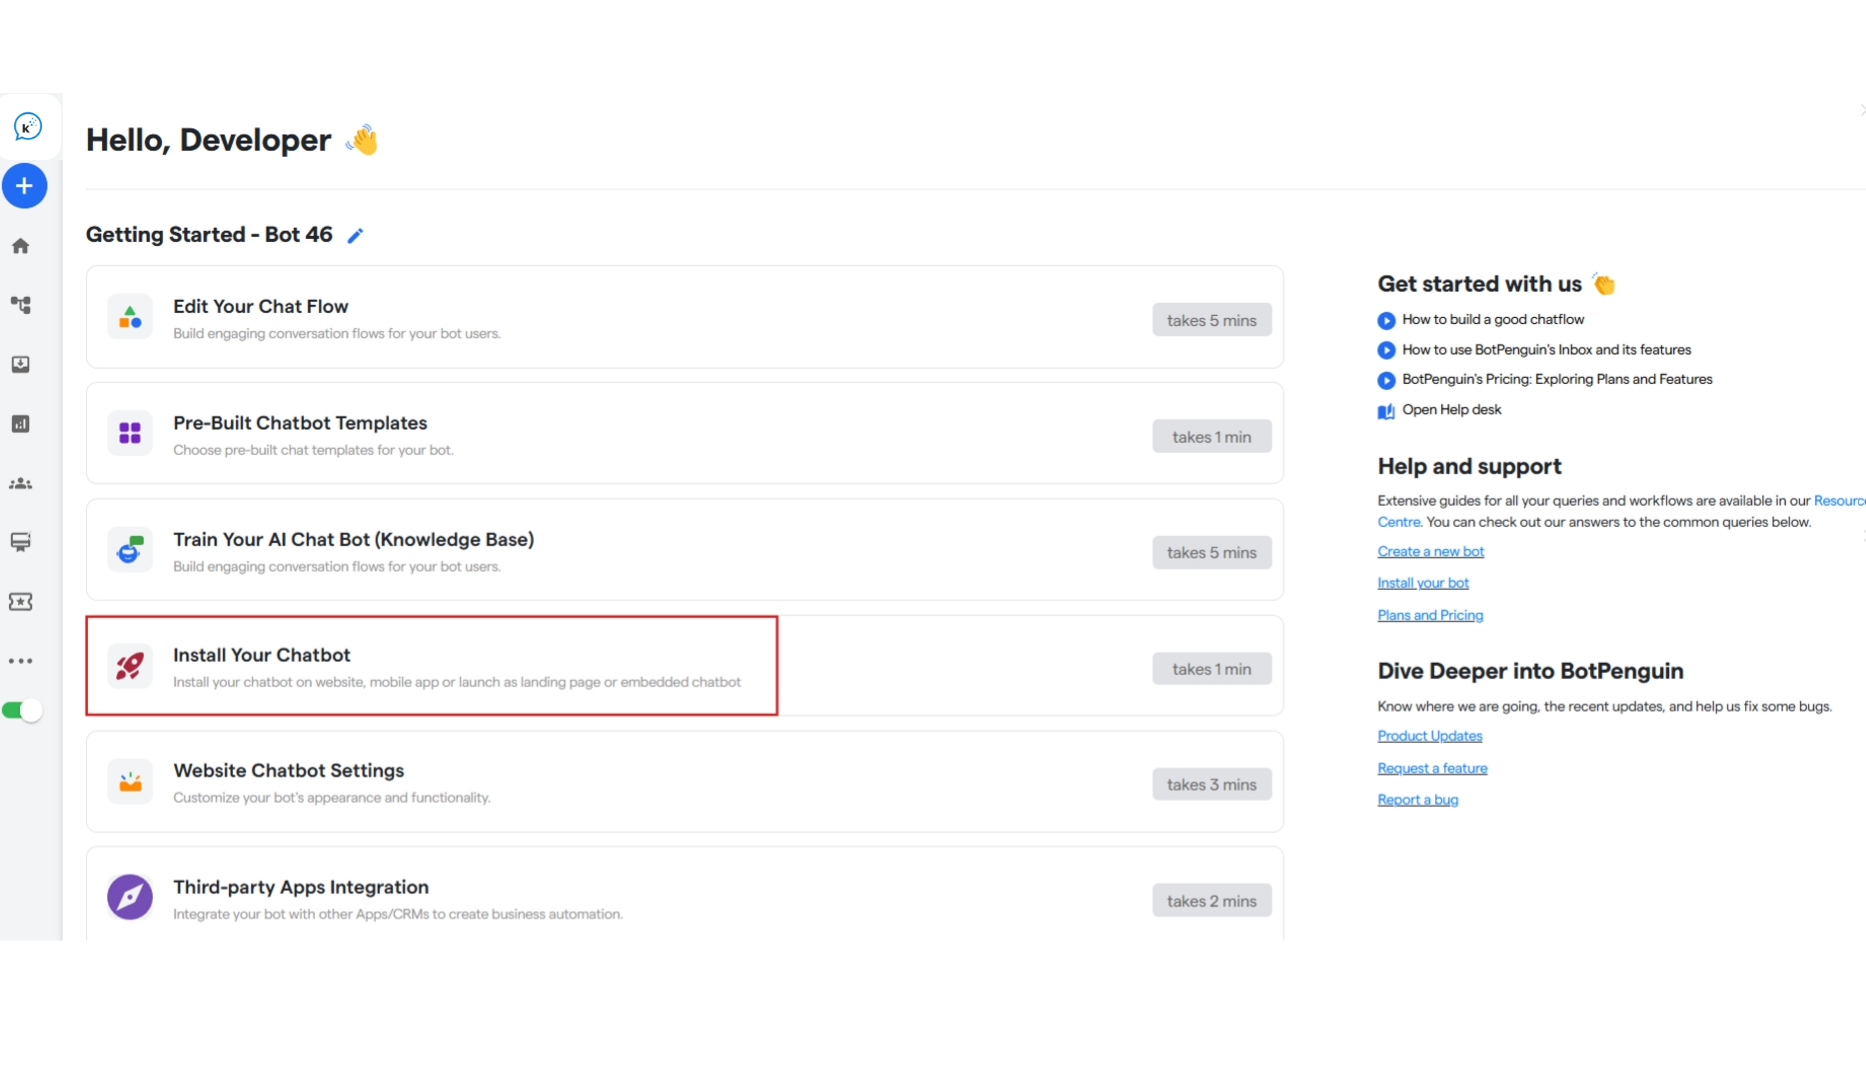 K
Hello, Developer
Getting Started - Bot 46
Edit Your Chat Flow
Build engaging conversation flows for your bot users.
takes 5 mins
Pre-Built Chatbot Templates
Choose pre-built chat templates for your bot.
takes 1 min
Train Your AI Chat Bot (Knowledge Base)
Build engaging conversation flows for your bot users.
takes 5 mins
Install Your Chatbot
Install your chatbot on website, mobile app or launch as landing page or embedded chatbot
takes 1 min
Website Chatbot Settings
Customize your bot's appearance and functionality.
takes 3 mins
Third-party Apps Integration
Integrate your bot with other Apps/CRMs to create business automation.
takes 2 mins
Get started with us
How to build a good chatflow
How to use BotPenguin's Inbox and its features
BotPenguin's Pricing: Exploring Plans and Features
Open Help desk
Help and support
Extensive guides for all your queries and workflows are available in our Resourc
Centre. You can check out our answers to the common queries below.
Create a new bot
Install your bot
Plans and Pricing
Dive Deeper into BotPenguin
Know where we are going, the recent updates, and help us fix some bugs.
Product Updates
Request a feature
Report a bug